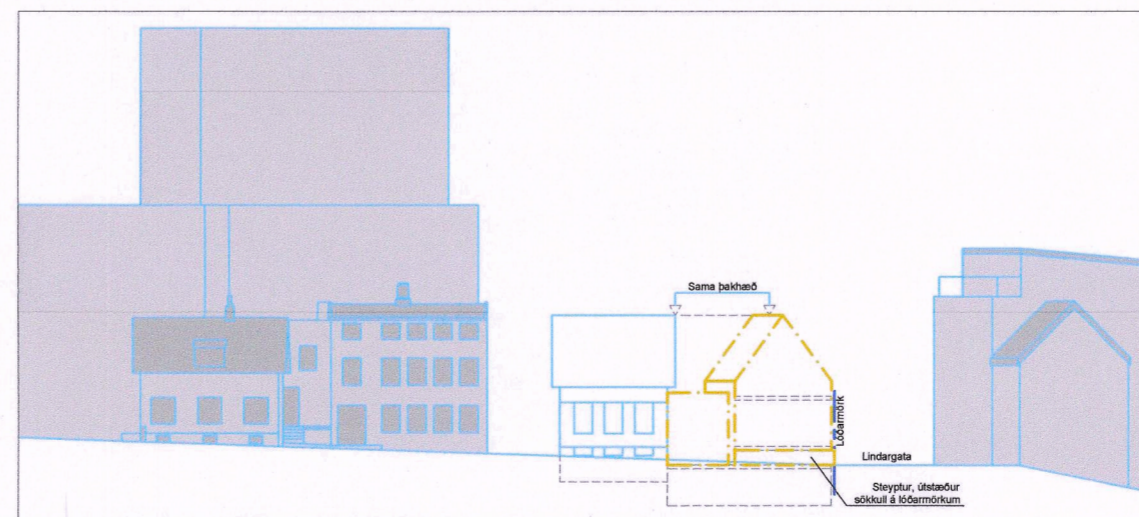 Sama þakhæð
Lóðarmörk
Lindargata
Steyptur, útstæður
sökkull á lóðarmörkum